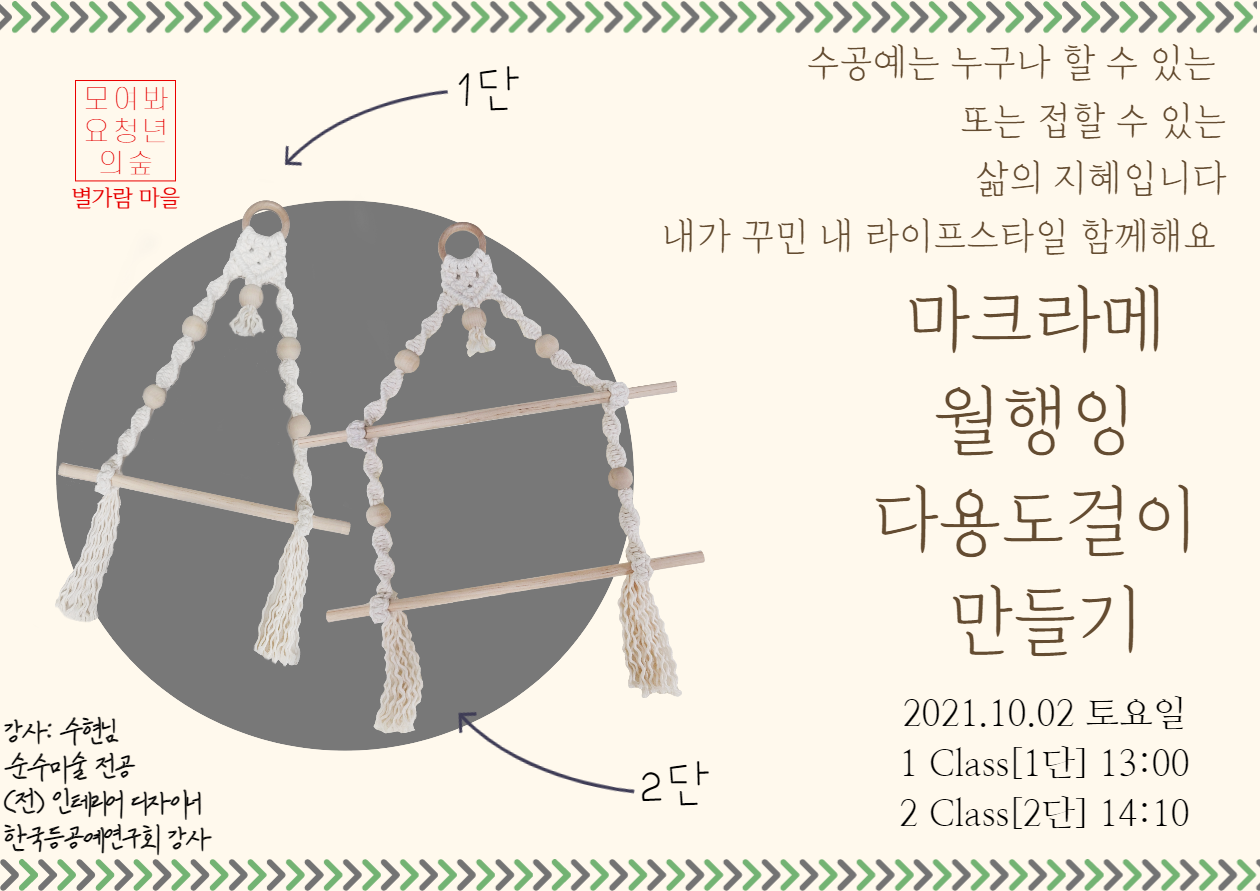 수공예는 누구나 할 수 있는
또는 접할 수 있는
삶의 지혜입니다
내가 꾸민 내 라이프스타일 함께해요
마크라메
월행잉
다용도걸이
만들기
2021.10.02 토요일
1 Class[1단] 13:00
2 Class[2단] 14:10
모여봐
요청년
의숲
별가람 마을
1단
2단
강사: 수현님
순수미술 전공
(전) 인테리어 디자이너
한국등공예연구회 강사